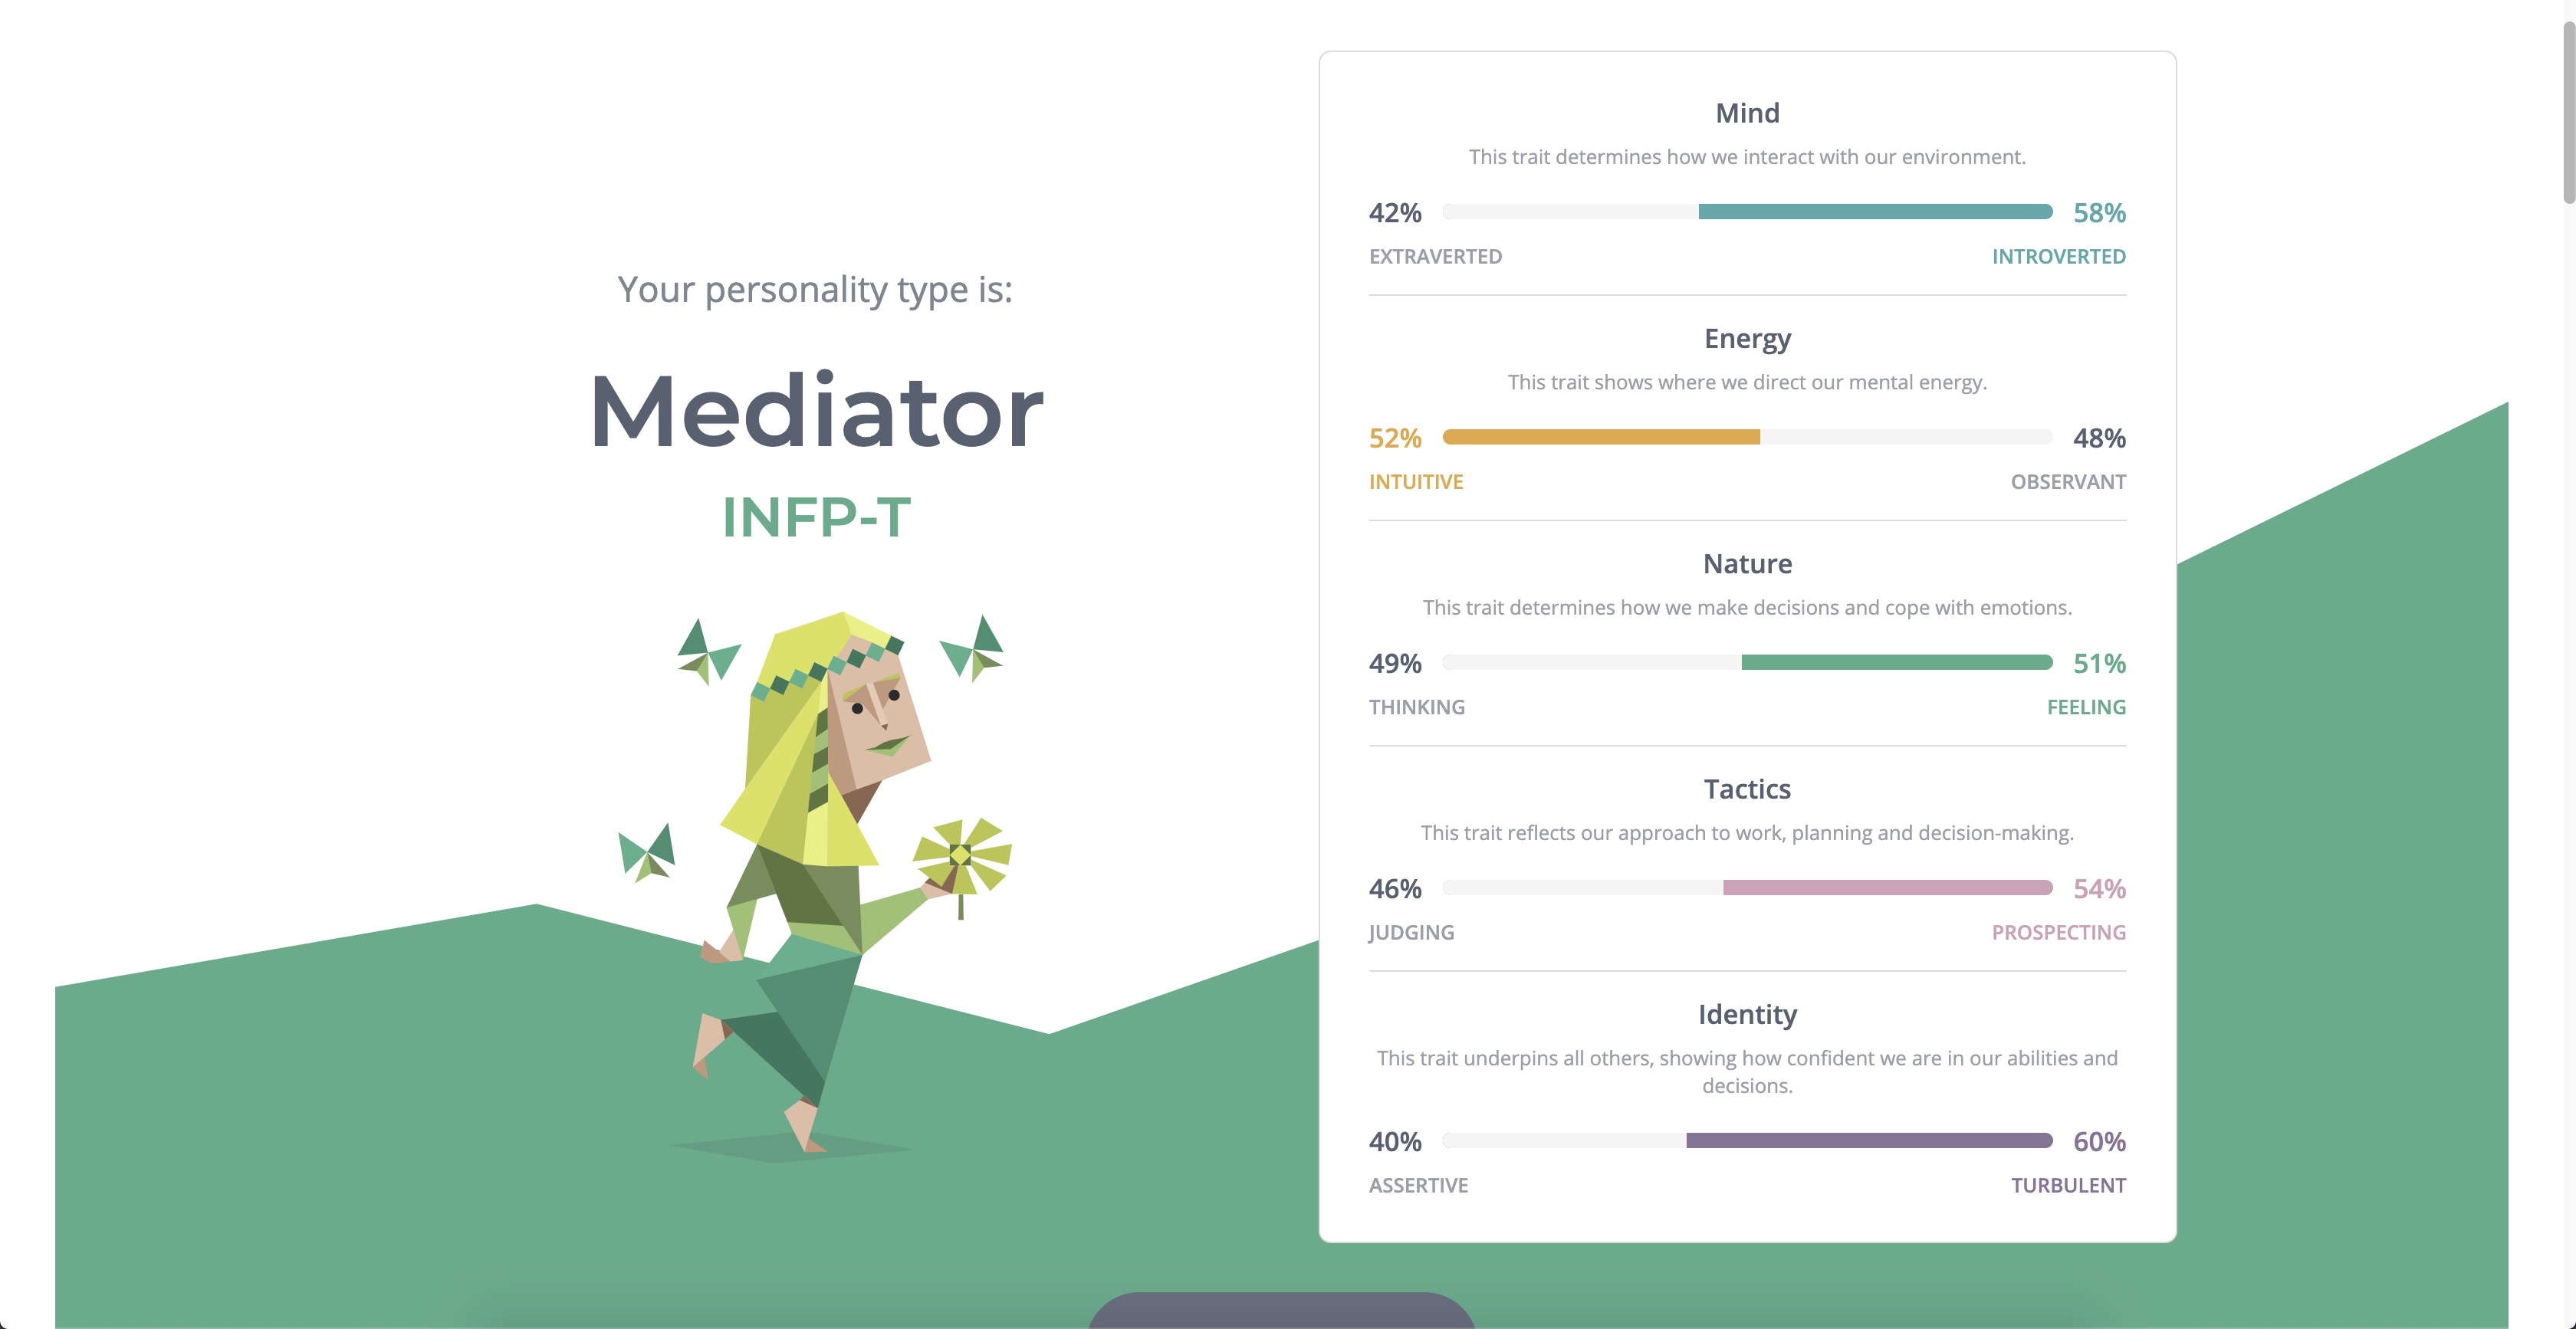 Your personality type is:
Mediator
INFP-T
Mind
This trait determines how we interact with our environment.
42% 58%
EXTRAVERTED INTROVERTED
Energy
This trait shows where we direct our mental energy.
52% 48%
INTUITIVE OBSERVANT
Nature
This trait determines how we make decisions and cope with emotions.
49% 51%
THINKING FEELING
Tactics
This trait reflects our approach to work, planning and decision-making.
46% 54%
JUDGING PROSPECTING
Identity
This trait underpins all others, showing how confident we are in our abilities and
decisions.
40% 60%
ASSERTIVE TURBULENT